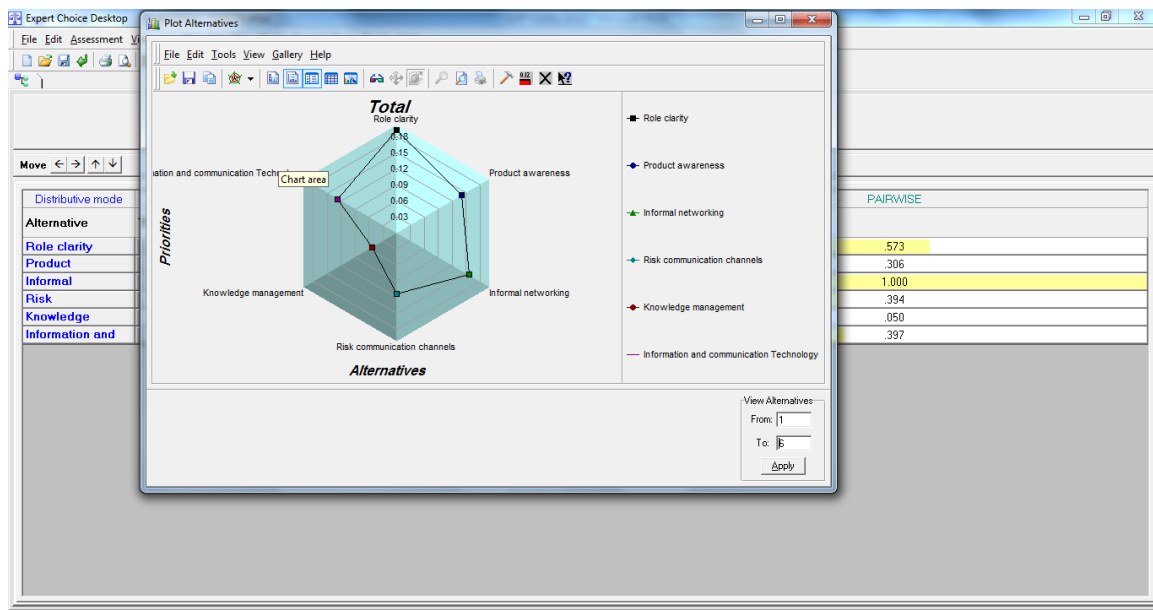 Expert Choice Desktop
File Edit Assessment
Plot Alternatives
File Edit Tools View Gallery Help
Total
Role clarity
0.18
0.15
0.12
0.09
0.06
0.03
Product awareness
Informal networking
Risk communication channels
Knowledge management
ation and communication Techn
Chart area
Priorities
Alternatives
Role clarity
Product awareness
Informal networking
Risk communication channels
Knowledge management
Information and communication Technology
View Alternatives
From: 1
To: 6
Apply
Move
Distributive mode
PAIRWISE
Alternative
Role clarity .573
Product .306
Informal 1.000
Risk .394
Knowledge .050
Information and .397